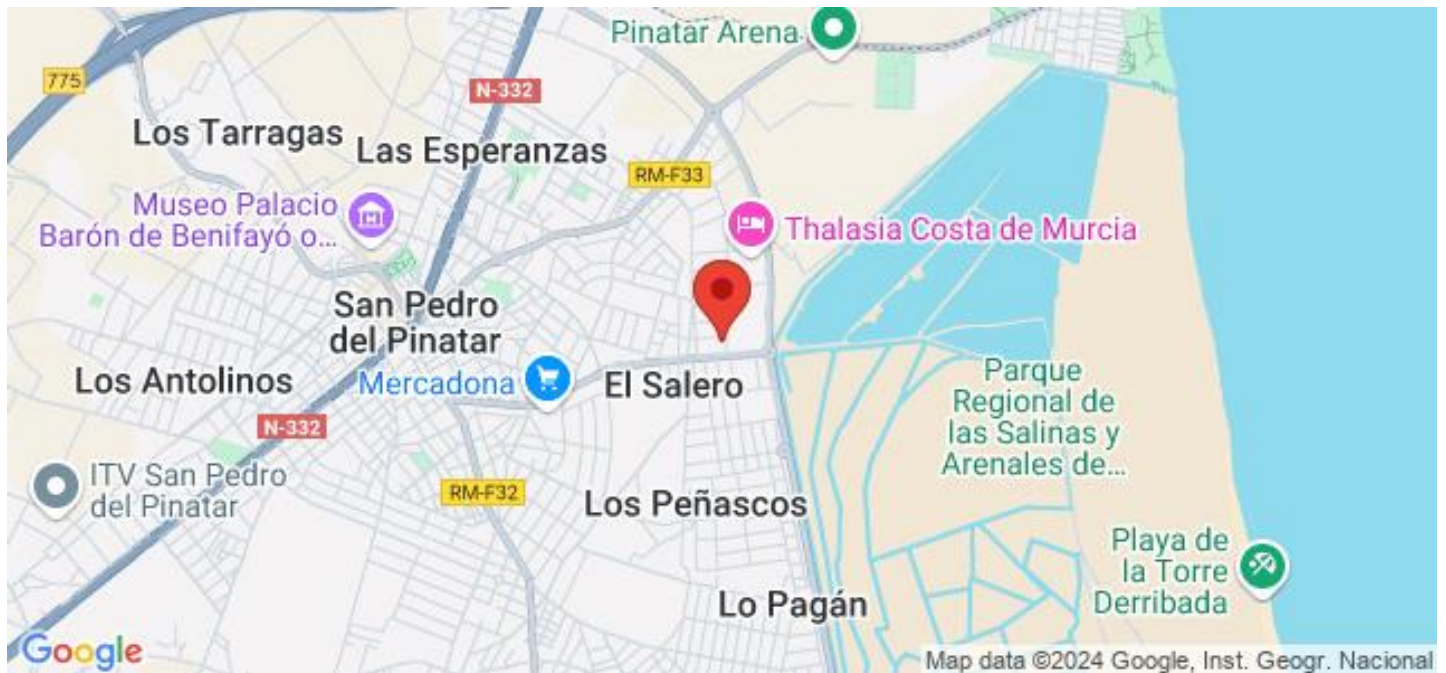 Pinatar Arena
775
N-332
Los Tarragas
Las Esperanzas
RM-F33
Museo Palacio
Barón de Benifayó o...
Thalasia Costa de Murcia
San Pedro
del Pinatar
Los Antolinos
Mercadona
El Salero
Parque
Regional de
las Salinas y
Arenales de...
N-332
ITV San Pedro
del Pinatar
RM-F32
Los Peñascos
Playa de
la Torre
Derribada
Lo Pagán
Google
Map data ©2024 Google, Inst. Geogr. Nacional